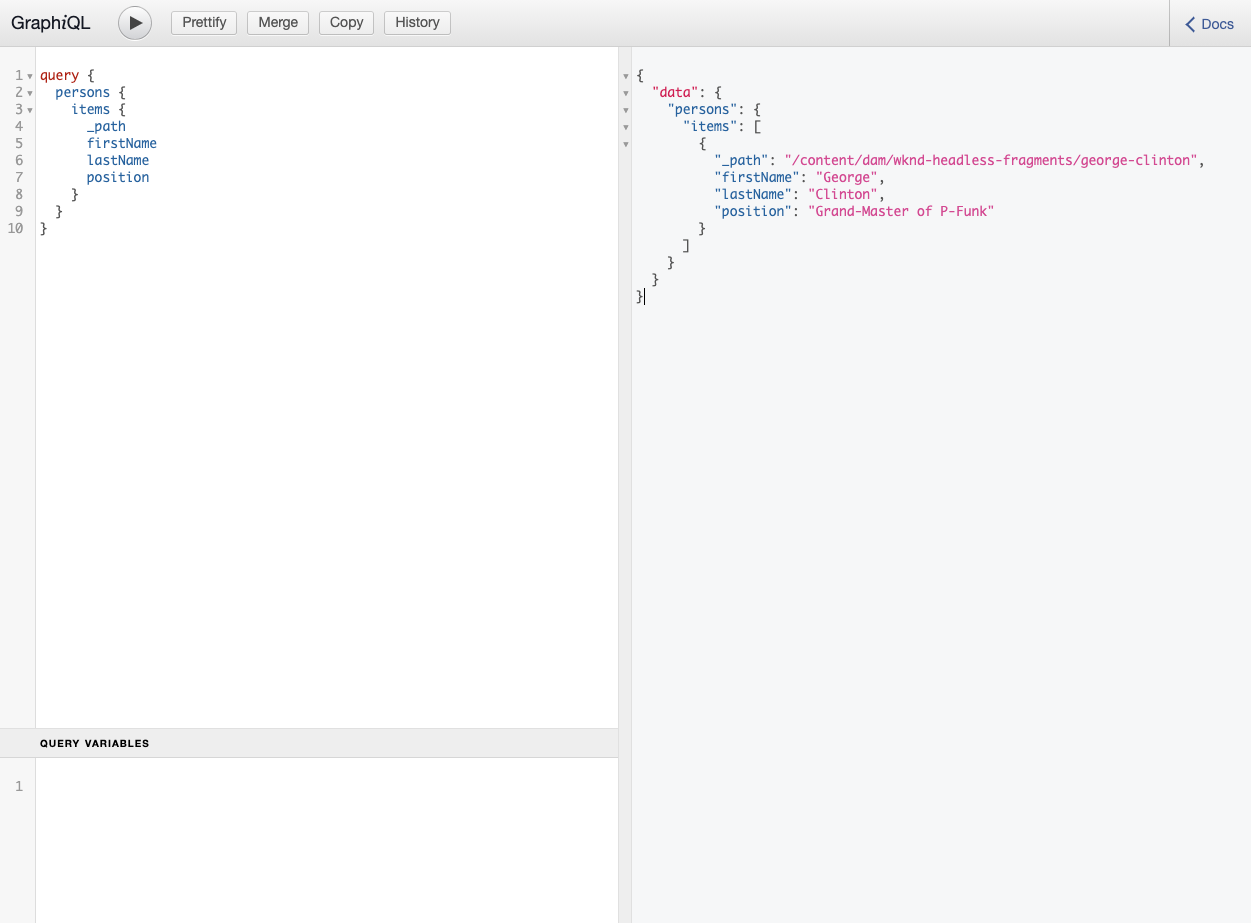 GraphiQL
Prettify Merge Copy History
Docs
1 query {
2   persons {
3     items {
4       _path
5       firstName
6       lastName
7       position
8     }
9   }
10 }
QUERY VARIABLES
1
{
  "data": {
    "persons": {
      "items": [
        {
          "_path": "/content/dam/wknd-headless-fragments/george-clinton",
          "firstName": "George",
          "lastName": "Clinton",
          "position": "Grand-Master of P-Funk"
        }
      ]
    }
  }
}